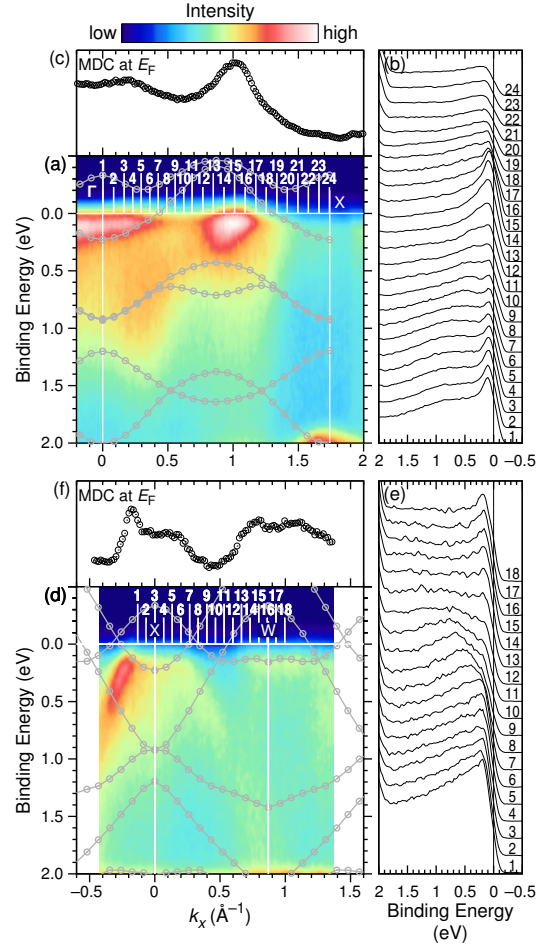 Intensity
low high
(c) MDC at E_F
(b)
24
23
22
21
20
19
18
17
16
15
14
13
12
11
10
9
8
7
6
5
4
3
2
1
(a)
1 3 5 7 9 11 13 15 17 19 21 23
2 4 6 8 10 12 14 16 18 20 22 24
Γ X
Binding Energy (eV)
0.0
0.5
1.0
1.5
2.0
0 0.5 1 1.5 2
2 1.5 1 0.5 0 −0.5
(f) MDC at E_F
(e)
18
17
16
15
14
13
12
11
10
9
8
7
6
5
4
3
2
1
(d)
1 3 5 7 9 11 13 15 17
2 4 6 8 10 12 14 16 18
X W
Binding Energy (eV)
0.0
0.5
1.0
1.5
2.0
−0.5 0 0.5 1 1.5
k_x (Å⁻¹)
2 1.5 1 0.5 0 −0.5
Binding Energy
(eV)